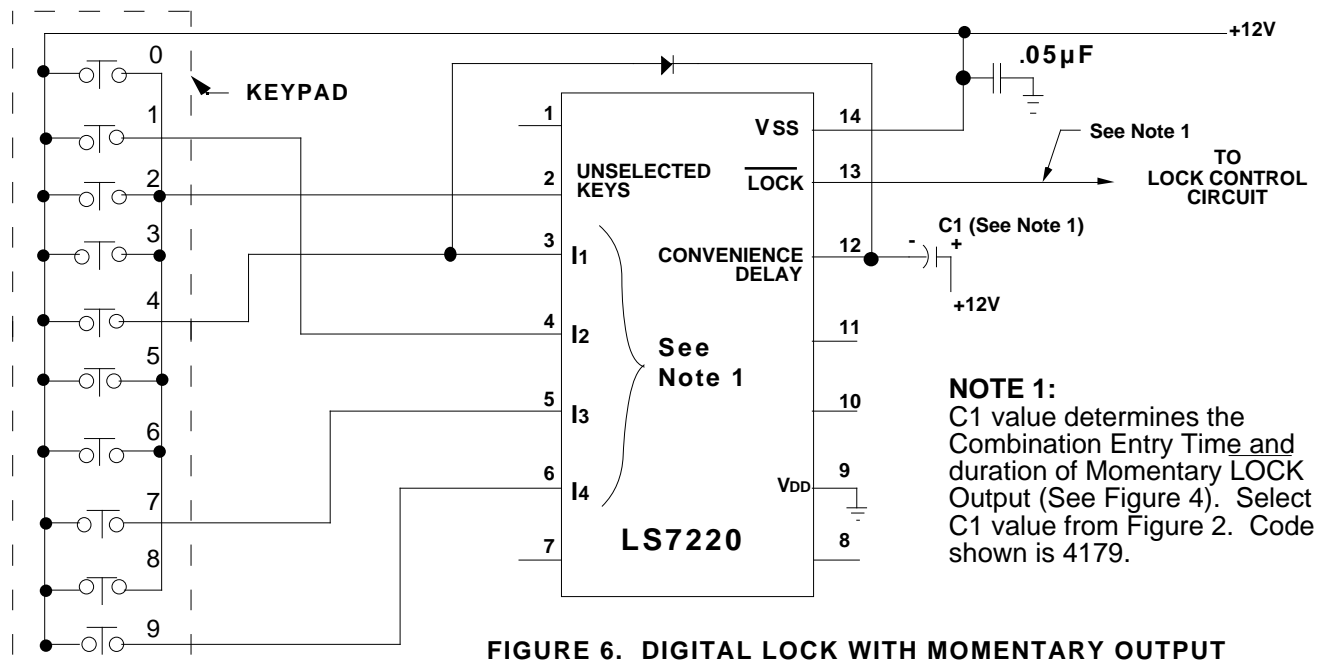 +12V
.05µF
KEYPAD
0
1
2
3
4
5
6
7
8
9
1
2
3
4
5
6
7
UNSELECTED
KEYS
I1
I2
I3
I4
See
Note 1
LS7220
VSS
LOCK
CONVENIENCE
DELAY
VDD
14
13
12
11
10
9
8
See Note 1
TO
LOCK CONTROL
CIRCUIT
C1 (See Note 1)
- +
+12V
NOTE 1:
C1 value determines the
Combination Entry Time and
duration of Momentary LOCK
Output (See Figure 4). Select
C1 value from Figure 2. Code
shown is 4179.
FIGURE 6. DIGITAL LOCK WITH MOMENTARY OUTPUT